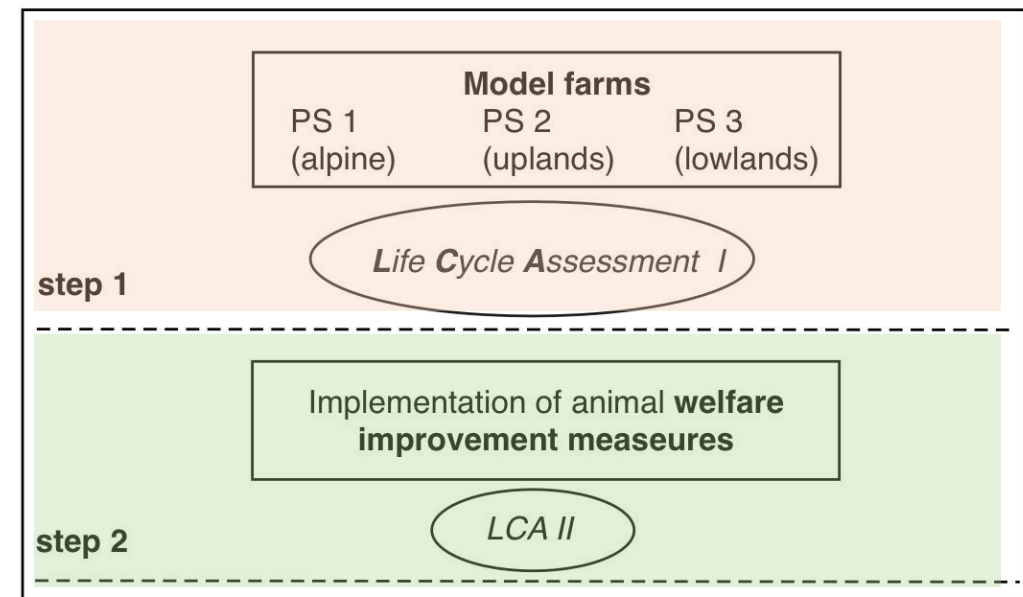 Model farms
PS 1 PS 2 PS 3
(alpine) (uplands) (lowlands)
Life Cycle Assessment I
step 1
Implementation of animal welfare
improvement measeures
LCA II
step 2